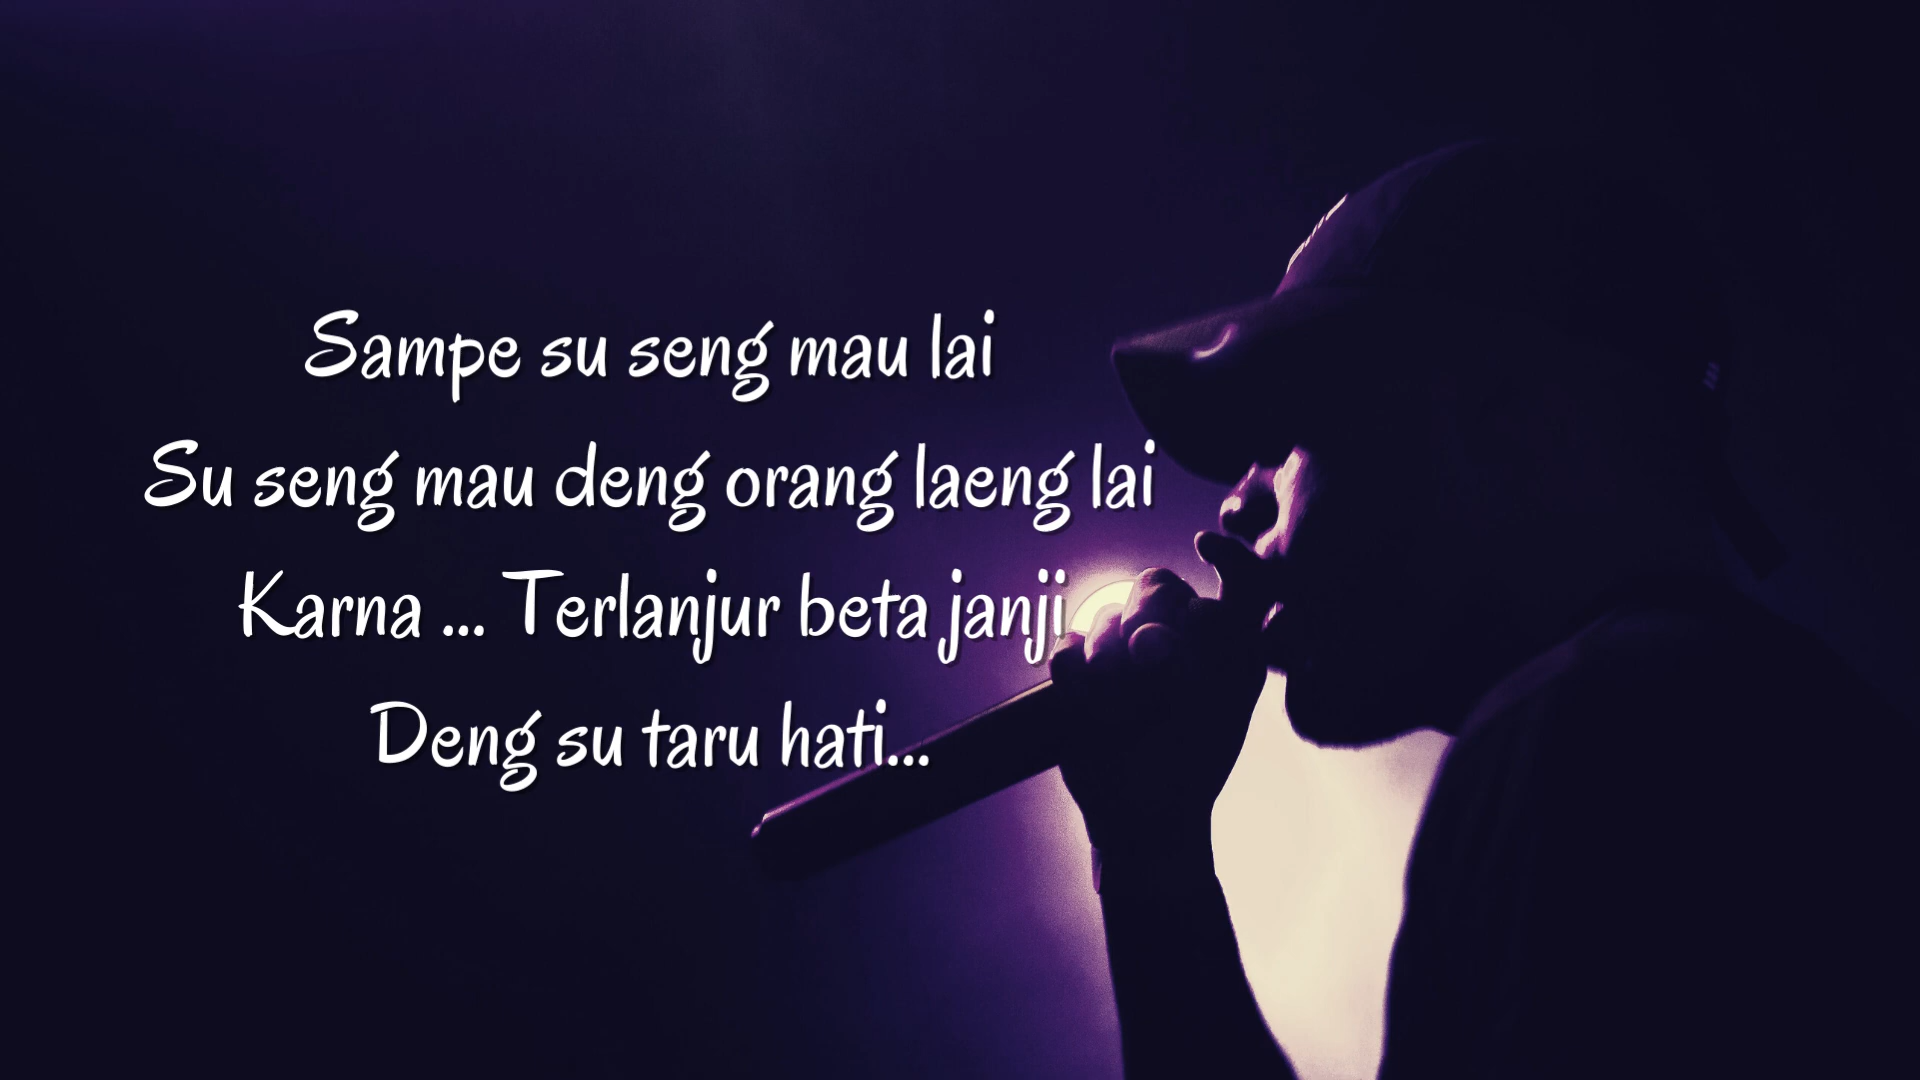 Sampe su seng mau lai
Su seng mau deng orang laeng lai
Karna ... Terlanjur beta janji
Deng su taru hati...